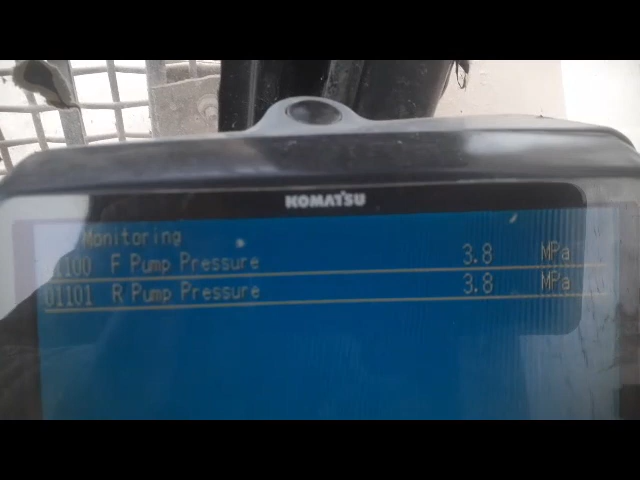 KOMATSU
Monitoring
01100 F Pump Pressure 3.8 MPa
01101 R Pump Pressure 3.8 MPa